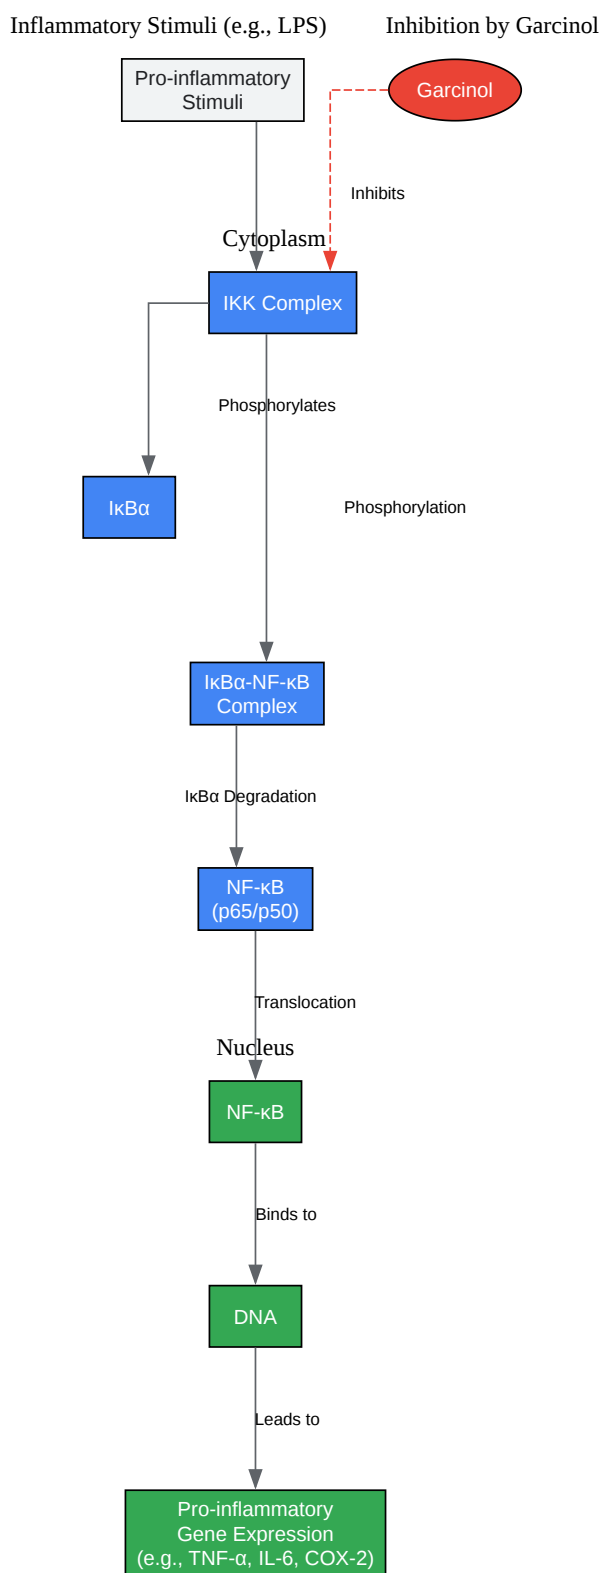 Inflammatory Stimuli (e.g., LPS)
Inhibition by Garcinol
Pro-inflammatory
Stimuli
Garcinol
Inhibits
Cytoplasm
IKK Complex
Phosphorylates
IκBα
Phosphorylation
IκBα-NF-κB
Complex
IκBα Degradation
NF-κB
(p65/p50)
Translocation
Nucleus
NF-κB
Binds to
DNA
Leads to
Pro-inflammatory
Gene Expression
(e.g., TNF-α, IL-6, COX-2)